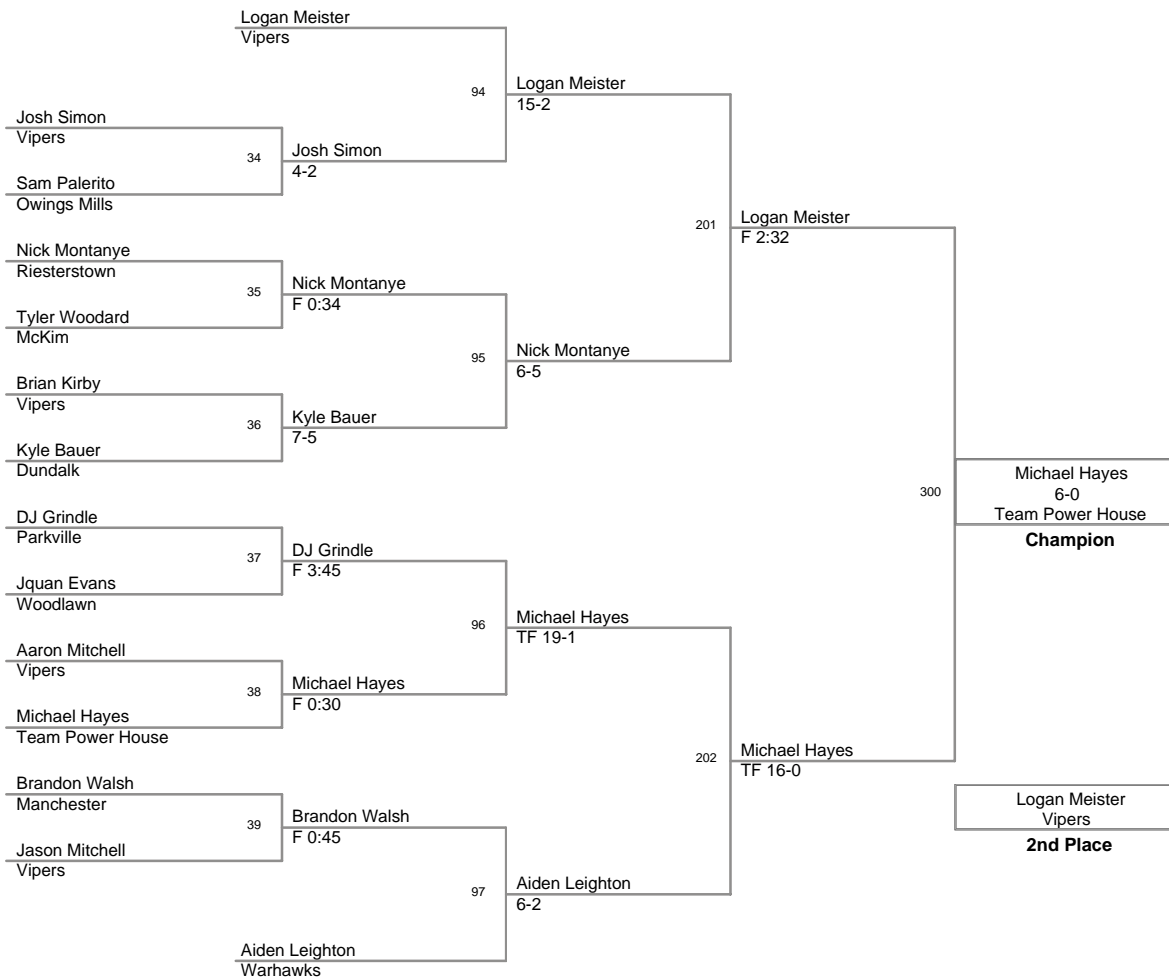 Logan Meister
Vipers
94
Logan Meister
15-2
Josh Simon
Vipers
34
Josh Simon
4-2
Sam Palerito
Owings Mills
201
Logan Meister
F 2:32
Nick Montanye
Riesterstown
35
Nick Montanye
F 0:34
Tyler Woodard
McKim
95
Nick Montanye
6-5
Brian Kirby
Vipers
36
Kyle Bauer
7-5
Kyle Bauer
Dundalk
300
Michael Hayes
6-0
Team Power House
Champion
DJ Grindle
Parkville
37
DJ Grindle
F 3:45
Jquan Evans
Woodlawn
96
Michael Hayes
TF 19-1
Aaron Mitchell
Vipers
38
Michael Hayes
F 0:30
Michael Hayes
Team Power House
202
Michael Hayes
TF 16-0
Brandon Walsh
Manchester
39
Brandon Walsh
F 0:45
Logan Meister
Vipers
2nd Place
Jason Mitchell
Vipers
97
Aiden Leighton
6-2
Aiden Leighton
Warhawks